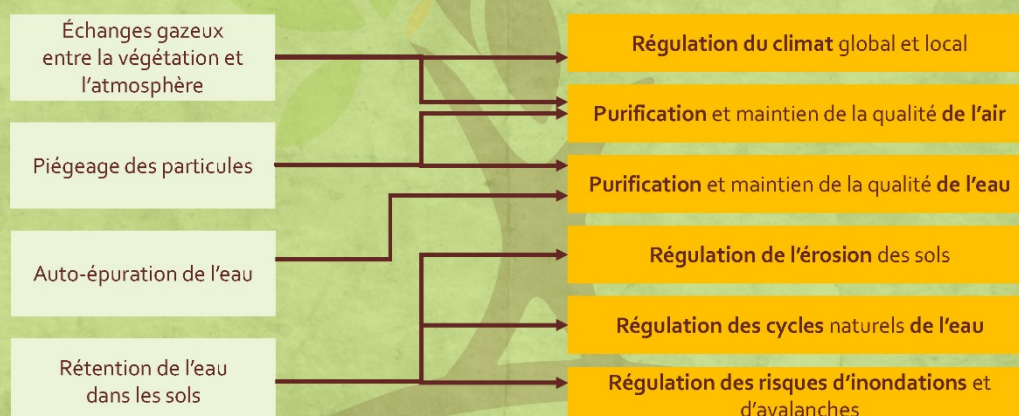 Échanges gazeux
entre la végétation et
l'atmosphère
Piégeage des particules
Auto-épuration de l'eau
Rétention de l'eau
dans les sols
Régulation du climat global et local
Purification et maintien de la qualité de l'air
Purification et maintien de la qualité de l'eau
Régulation de l'érosion des sols
Régulation des cycles naturels de l'eau
Régulation des risques d'inondations et
d'avalanches